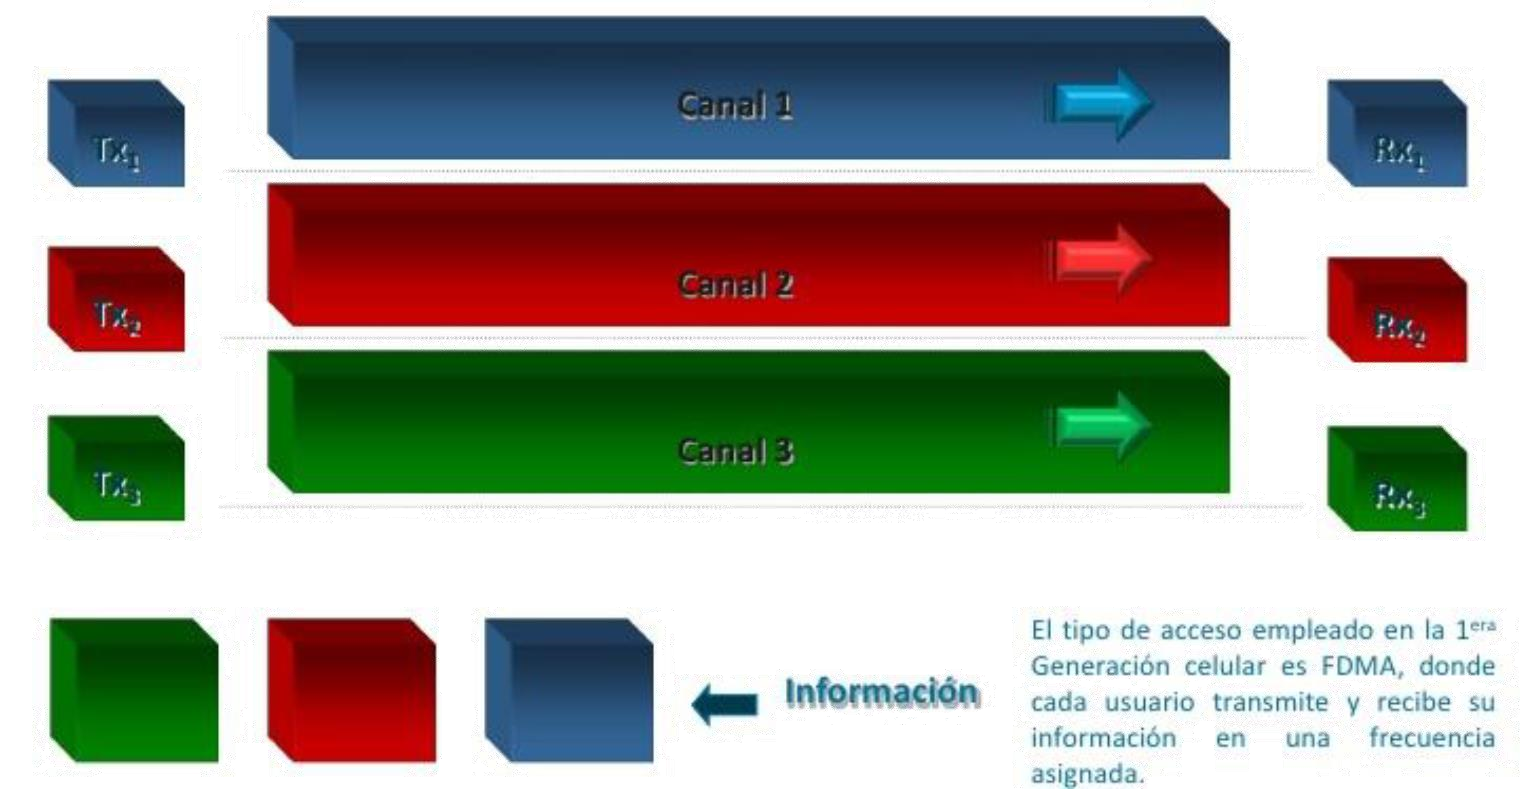 Canal 1
Tx1
Rx1
Canal 2
Tx2
Rx2
Canal 3
Tx3
Rx3
Información
El tipo de acceso empleado en la 1era
Generación celular es FDMA, donde
cada usuario transmite y recibe su
información en una frecuencia
asignada.